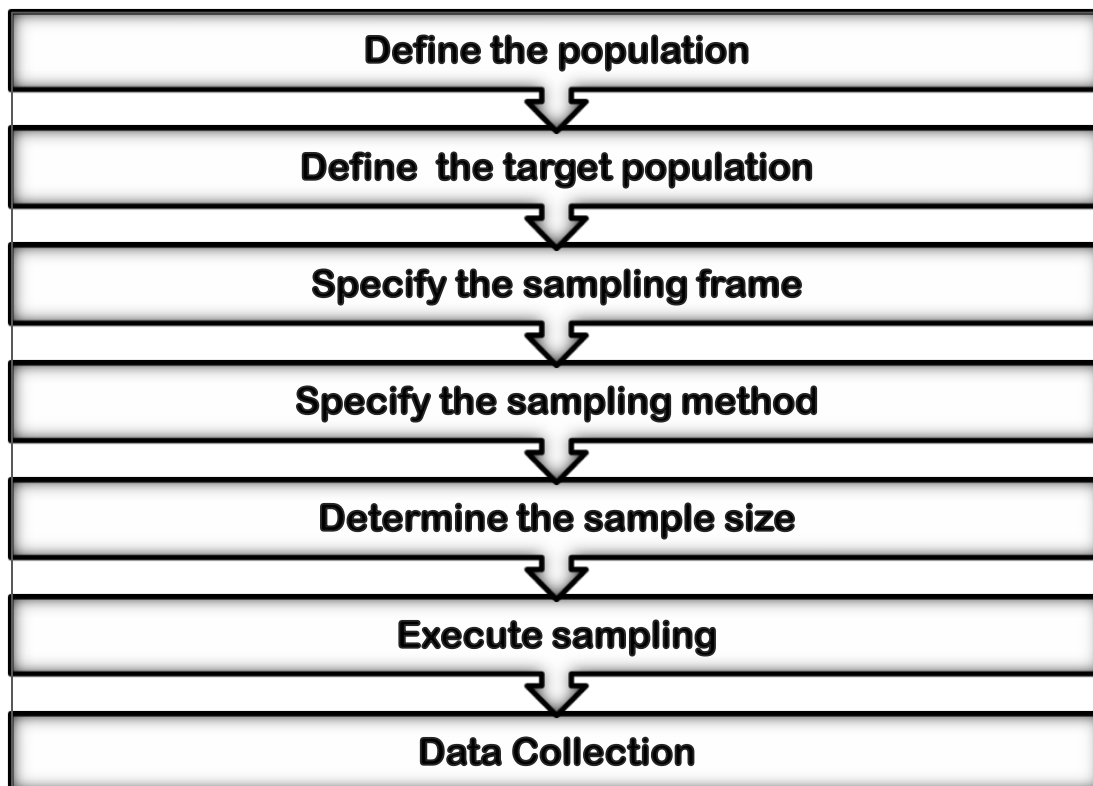 Define the population
Define  the target population
Specify the sampling frame
Specify the sampling method
Determine the sample size
Execute sampling
Data Collection